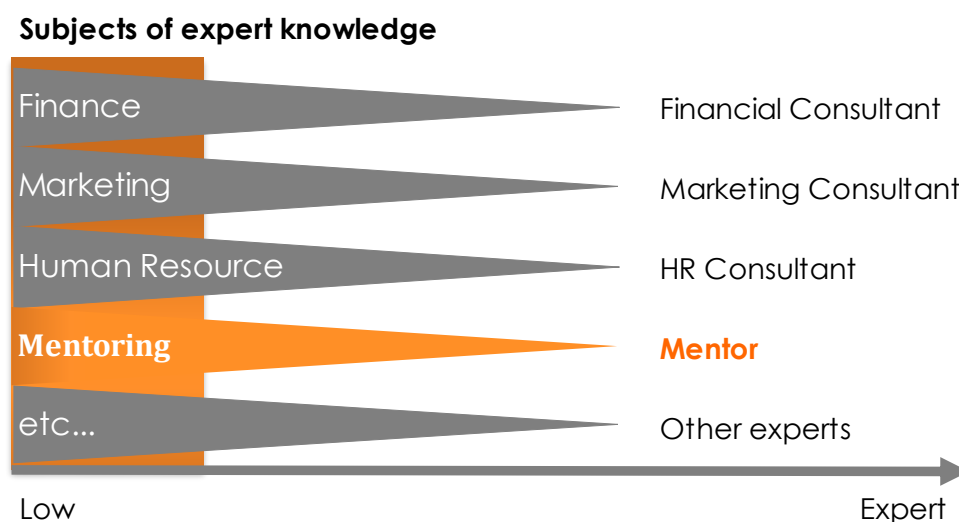 Subjects of expert knowledge
Finance
Financial Consultant
Marketing
Marketing Consultant
Human Resource
HR Consultant
Mentoring
Mentor
etc...
Other experts
Low
Expert